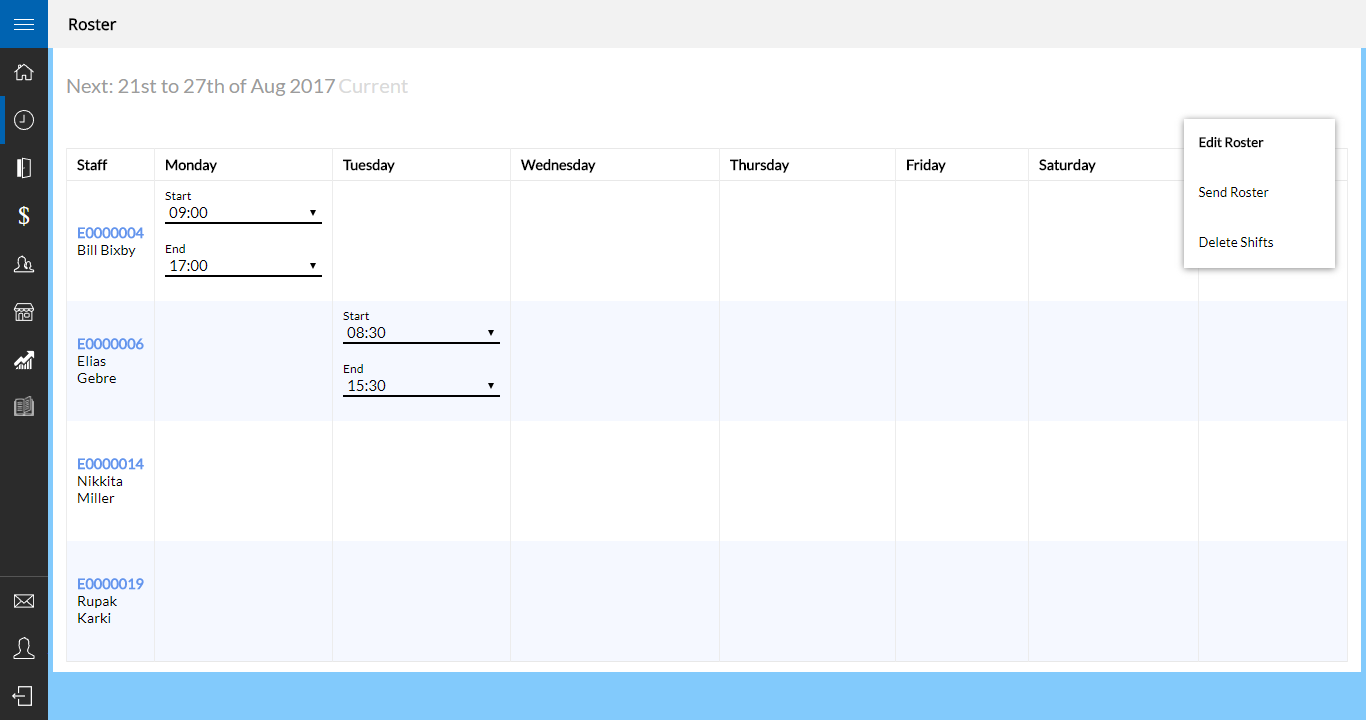 Roster
Next: 21st to 27th of Aug 2017 Current
Edit Roster
Send Roster
Delete Shifts
Staff Monday Tuesday Wednesday Thursday Friday Saturday
E0000004
Bill Bixby
Start
09:00
End
17:00
E0000006
Elias
Gebre
Start
08:30
End
15:30
E0000014
Nikkita
Miller
E0000019
Rupak
Karki